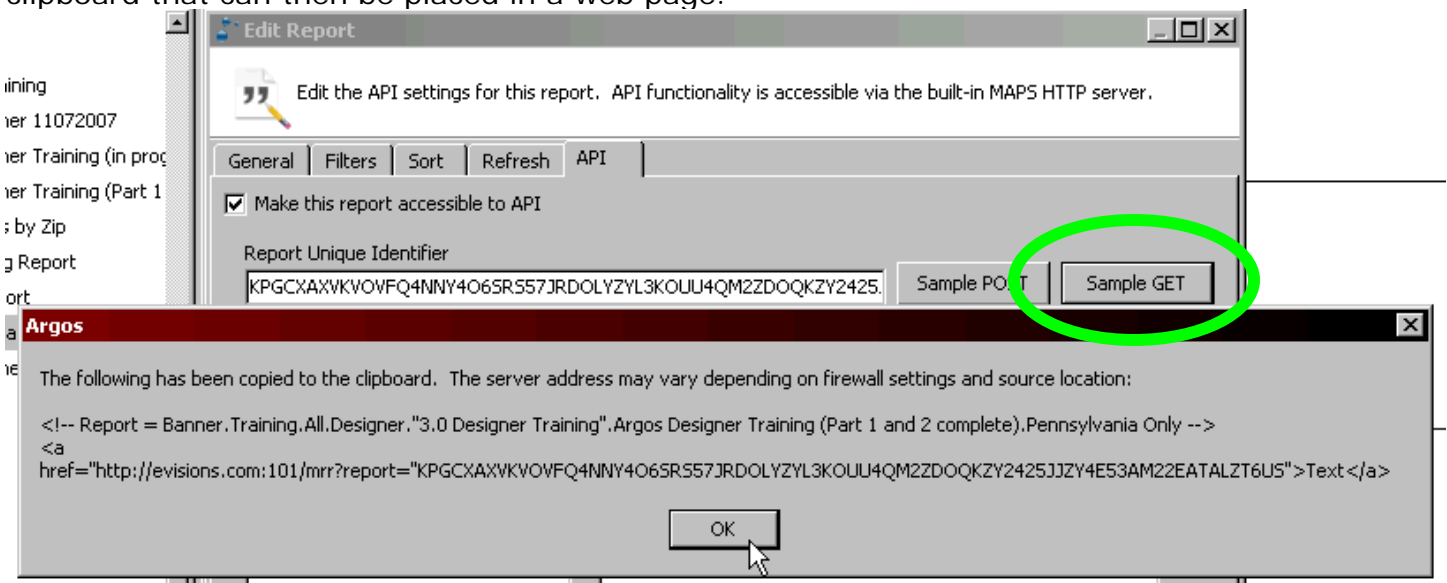 clipboard that can then be placed in a web page.
Edit Report
Edit the API settings for this report. API functionality is accessible via the built-in MAPS HTTP server.
ining
ner 11072007
ner Training (in prog
ner Training (Part 1
s by Zip
g Report
ort
General Filters Sort Refresh API
Make this report accessible to API
Report Unique Identifier
KPGCXAXVKVOVFQ4NNY4O6SRS57JRDOLYZYL3KOUU4QM2ZDOQKZY2425. Sample POST Sample GET
Argos
The following has been copied to the clipboard. The server address may vary depending on firewall settings and source location:
<!-- Report = Banner.Training.All.Designer."3.0 Designer Training".Argos Designer Training (Part 1 and 2 complete).Pennsylvania Only -->
<a
href="http://evisions.com:101/mrr?report="KPGCXAXVKVOVFQ4NNY4O6SRS57JRDOLYZYL3KOUU4QM2ZDOQKZY2425JJZY4E53AM22EATALZT6US">Text</a>
OK